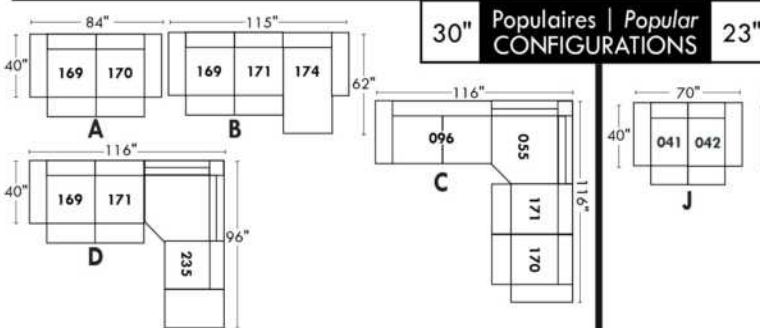 30" Populaires | Popular CONFIGURATIONS 23"
84"
40"
169 170
A
115"
169 171 174
62"
B
116"
096 055
171
170
116"
C
116"
40"
169 171
235
96"
D
70"
40"
041 042
J